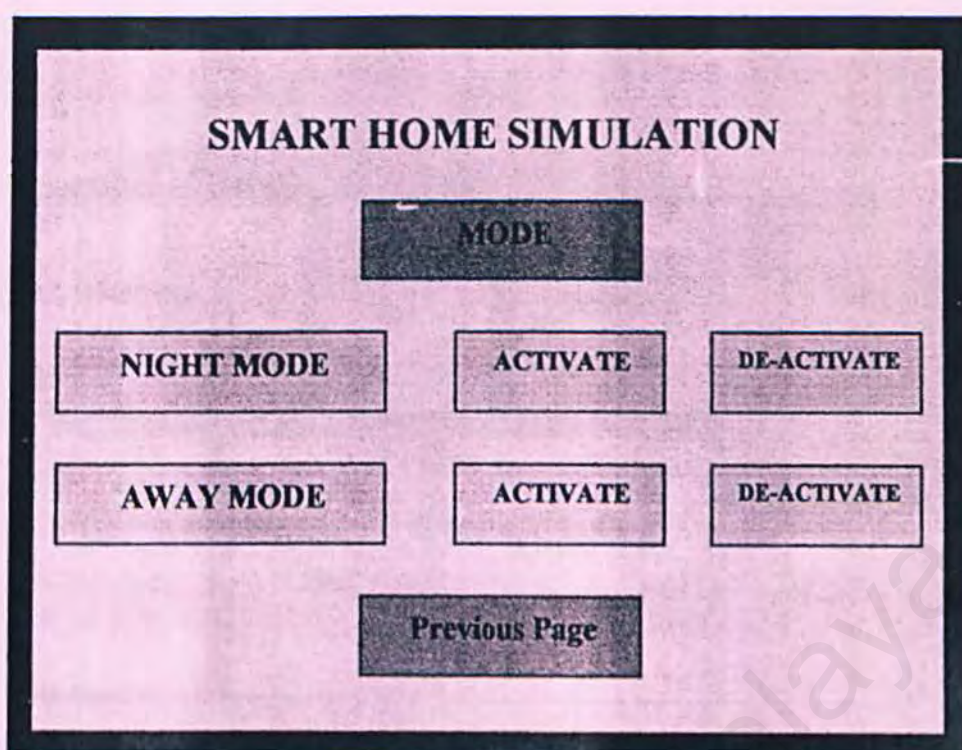 SMART HOME SIMULATION
MODE
NIGHT MODE ACTIVATE DE-ACTIVATE
AWAY MODE ACTIVATE DE-ACTIVATE
Previous Page